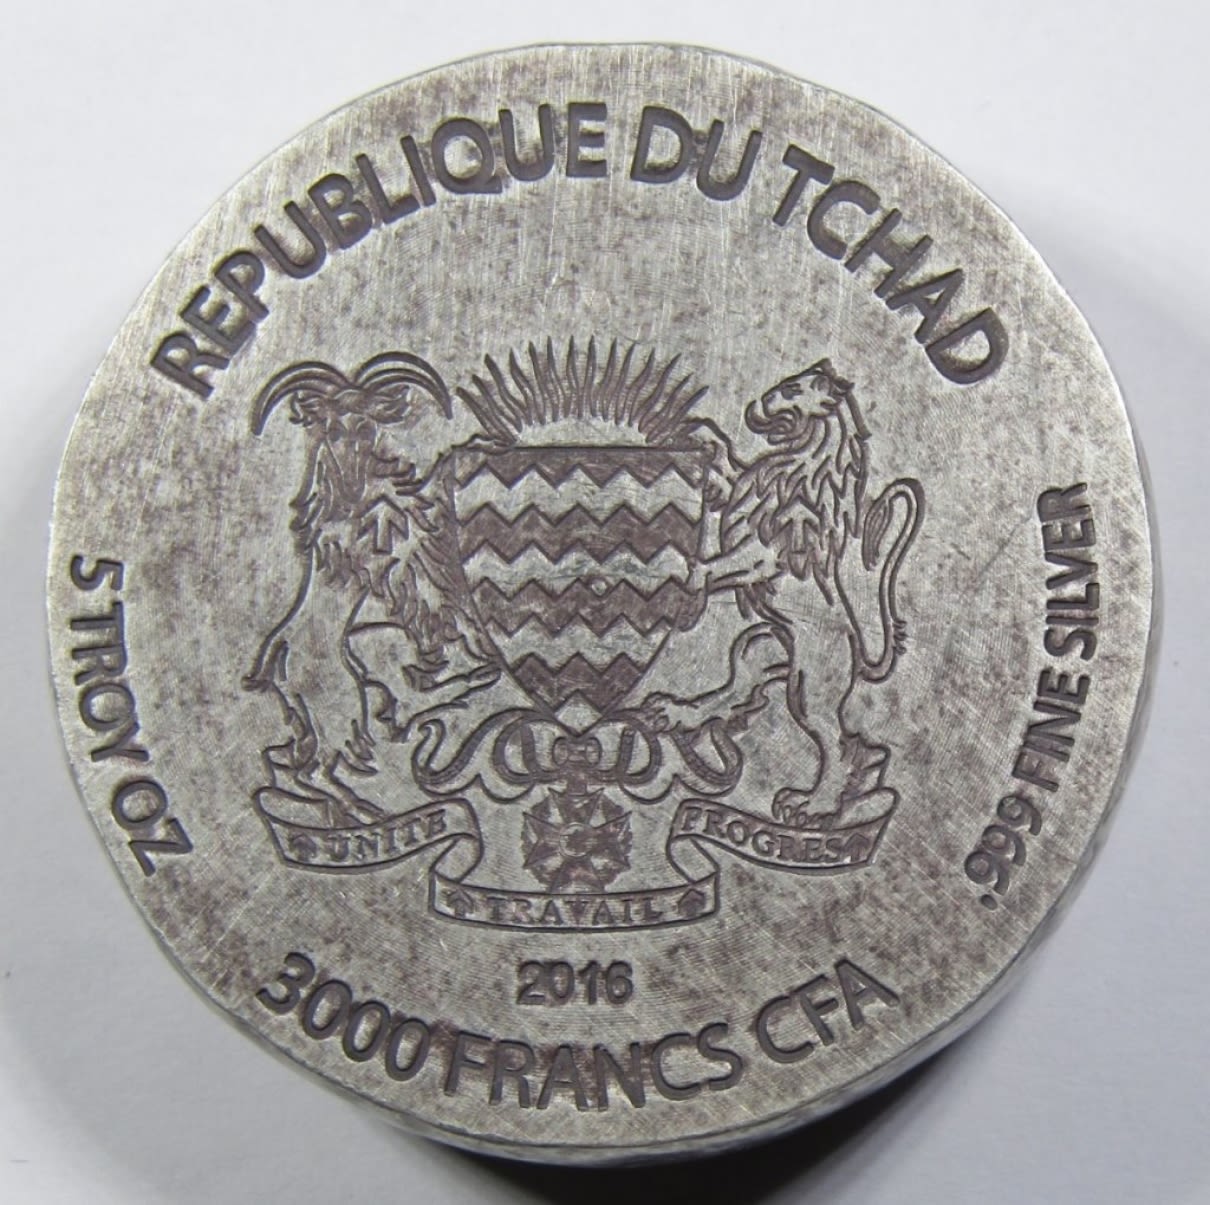 REPUBLIQUE DU TCHAD
5 TROY OZ
.999 FINE SILVER
UNITE
PROGRES
TRAVAIL
2016
3000 FRANCS CFA